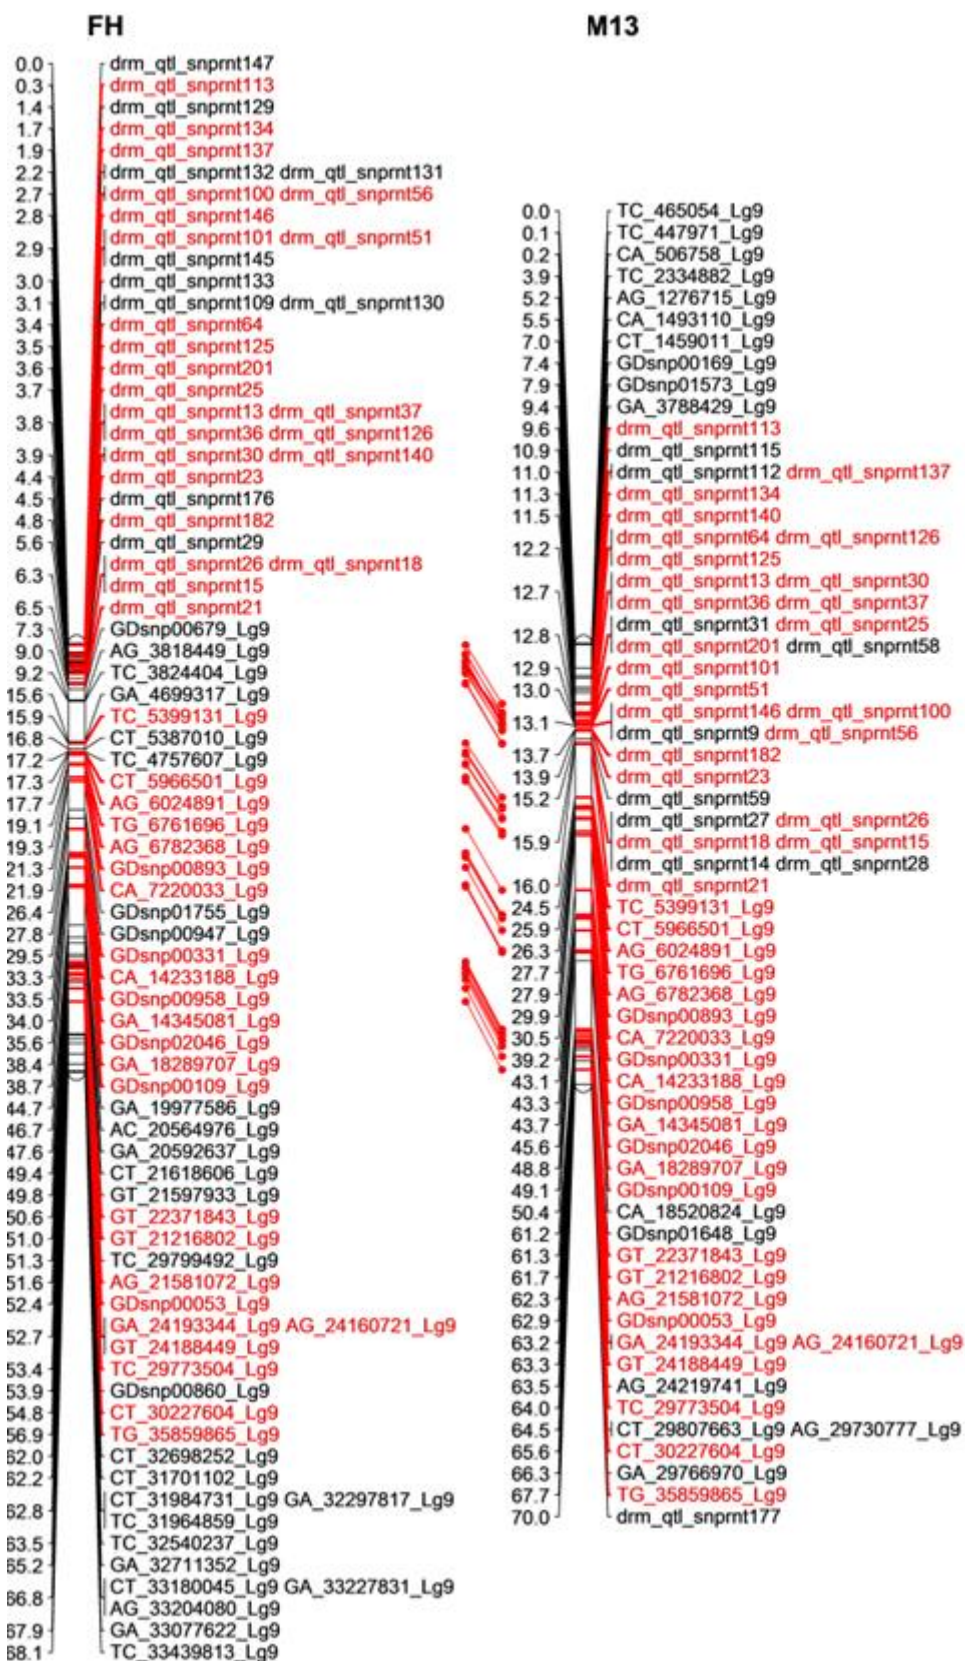 FH
0.0 drm_qtl_snprnt147
0.3 drm_qtl_snprnt113
1.4 drm_qtl_snprnt129
1.7 drm_qtl_snprnt134
1.9 drm_qtl_snprnt137
2.2 drm_qtl_snprnt132 drm_qtl_snprnt131
2.7 drm_qtl_snprnt100 drm_qtl_snprnt56
2.8 drm_qtl_snprnt146
drm_qtl_snprnt101 drm_qtl_snprnt51
2.9 drm_qtl_snprnt145
3.0 drm_qtl_snprnt133
3.1 drm_qtl_snprnt109 drm_qtl_snprnt130
3.4 drm_qtl_snprnt64
3.5 drm_qtl_snprnt125
3.6 drm_qtl_snprnt201
3.7 drm_qtl_snprnt25
drm_qtl_snprnt13 drm_qtl_snprnt37
3.8 drm_qtl_snprnt36 drm_qtl_snprnt126
3.9 drm_qtl_snprnt30 drm_qtl_snprnt140
4.4 drm_qtl_snprnt23
4.5 drm_qtl_snprnt176
4.8 drm_qtl_snprnt182
5.6 drm_qtl_snprnt29
drm_qtl_snprnt26 drm_qtl_snprnt18
6.3 drm_qtl_snprnt15
6.5 drm_qtl_snprnt21
7.3 GDsnp00679_Lg9
9.0 AG_3818449_Lg9
9.2 TC_3824404_Lg9
15.6 GA_4699317_Lg9
15.9 TC_5399131_Lg9
16.8 CT_5387010_Lg9
17.2 TC_4757607_Lg9
17.3 CT_5966501_Lg9
17.7 AG_6024891_Lg9
19.1 TG_6761696_Lg9
19.3 AG_6782368_Lg9
21.3 GDsnp00893_Lg9
21.9 CA_7220033_Lg9
26.4 GDsnp01755_Lg9
27.8 GDsnp00947_Lg9
29.5 GDsnp00331_Lg9
33.3 CA_14233188_Lg9
33.5 GDsnp00958_Lg9
34.0 GA_14345081_Lg9
35.6 GDsnp02046_Lg9
38.4 GA_18289707_Lg9
38.7 GDsnp00109_Lg9
44.7 GA_19977586_Lg9
46.7 AC_20564976_Lg9
47.6 GA_20592637_Lg9
49.4 CT_21618606_Lg9
49.8 GT_21597933_Lg9
50.6 GT_22371843_Lg9
51.0 GT_21216802_Lg9
51.3 TC_29799492_Lg9
51.6 AG_21581072_Lg9
52.4 GDsnp00053_Lg9
GA_24193344_Lg9 AG_24160721_Lg9
52.7 GT_24188449_Lg9
53.4 TC_29773504_Lg9
53.9 GDsnp00860_Lg9
54.8 CT_30227604_Lg9
56.9 TG_35859865_Lg9
62.0 CT_32698252_Lg9
62.2 CT_31701102_Lg9
CT_31984731_Lg9 GA_32297817_Lg9
62.8 TC_31964859_Lg9
63.5 TC_32540237_Lg9
65.2 GA_32711352_Lg9
CT_33180045_Lg9 GA_33227831_Lg9
66.8 AG_33204080_Lg9
67.9 GA_33077622_Lg9
68.1 TC_33439813_Lg9
M13
0.0 TC_465054_Lg9
0.1 TC_447971_Lg9
0.2 CA_506758_Lg9
3.9 TC_2334882_Lg9
5.2 AG_1276715_Lg9
5.5 CA_1493110_Lg9
7.0 CT_1459011_Lg9
7.4 GDsnp00169_Lg9
7.9 GDsnp01573_Lg9
9.4 GA_3788429_Lg9
9.6 drm_qtl_snprnt113
10.9 drm_qtl_snprnt115
11.0 drm_qtl_snprnt112 drm_qtl_snprnt137
11.3 drm_qtl_snprnt134
11.5 drm_qtl_snprnt140
drm_qtl_snprnt64 drm_qtl_snprnt126
12.2 drm_qtl_snprnt125
drm_qtl_snprnt13 drm_qtl_snprnt30
12.7 drm_qtl_snprnt36 drm_qtl_snprnt37
drm_qtl_snprnt31 drm_qtl_snprnt25
12.8 drm_qtl_snprnt201 drm_qtl_snprnt58
12.9 drm_qtl_snprnt101
13.0 drm_qtl_snprnt51
drm_qtl_snprnt146 drm_qtl_snprnt100
13.1 drm_qtl_snprnt9 drm_qtl_snprnt56
13.7 drm_qtl_snprnt182
13.9 drm_qtl_snprnt23
15.2 drm_qtl_snprnt59
drm_qtl_snprnt27 drm_qtl_snprnt26
15.9 drm_qtl_snprnt18 drm_qtl_snprnt15
drm_qtl_snprnt14 drm_qtl_snprnt28
16.0 drm_qtl_snprnt21
24.5 TC_5399131_Lg9
25.9 CT_5966501_Lg9
26.3 AG_6024891_Lg9
27.7 TG_6761696_Lg9
27.9 AG_6782368_Lg9
29.9 GDsnp00893_Lg9
30.5 CA_7220033_Lg9
39.2 GDsnp00331_Lg9
43.1 CA_14233188_Lg9
43.3 GDsnp00958_Lg9
43.7 GA_14345081_Lg9
45.6 GDsnp02046_Lg9
48.8 GA_18289707_Lg9
49.1 GDsnp00109_Lg9
50.4 CA_18520824_Lg9
61.2 GDsnp01648_Lg9
61.3 GT_22371843_Lg9
61.7 GT_21216802_Lg9
62.3 AG_21581072_Lg9
62.9 GDsnp00053_Lg9
63.2 GA_24193344_Lg9 AG_24160721_Lg9
63.3 GT_24188449_Lg9
63.5 AG_24219741_Lg9
64.0 TC_29773504_Lg9
64.5 CT_29807663_Lg9 AG_29730777_Lg9
65.6 CT_30227604_Lg9
66.3 GA_29766970_Lg9
67.7 TG_35859865_Lg9
70.0 drm_qtl_snprnt177